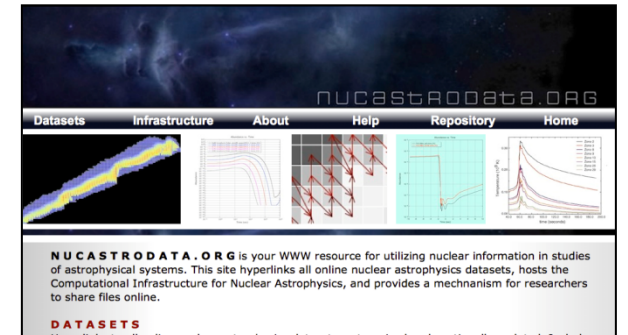 nucastrodata.org
Datasets Infrastructure About Help Repository Home
NUCASTRODATA.ORG is your WWW resource for utilizing nuclear information in studies
of astrophysical systems. This site hyperlinks all online nuclear astrophysics datasets, hosts the
Computational Infrastructure for Nuclear Astrophysics, and provides a mechnanism for researchers
to share files online.
DATASETS